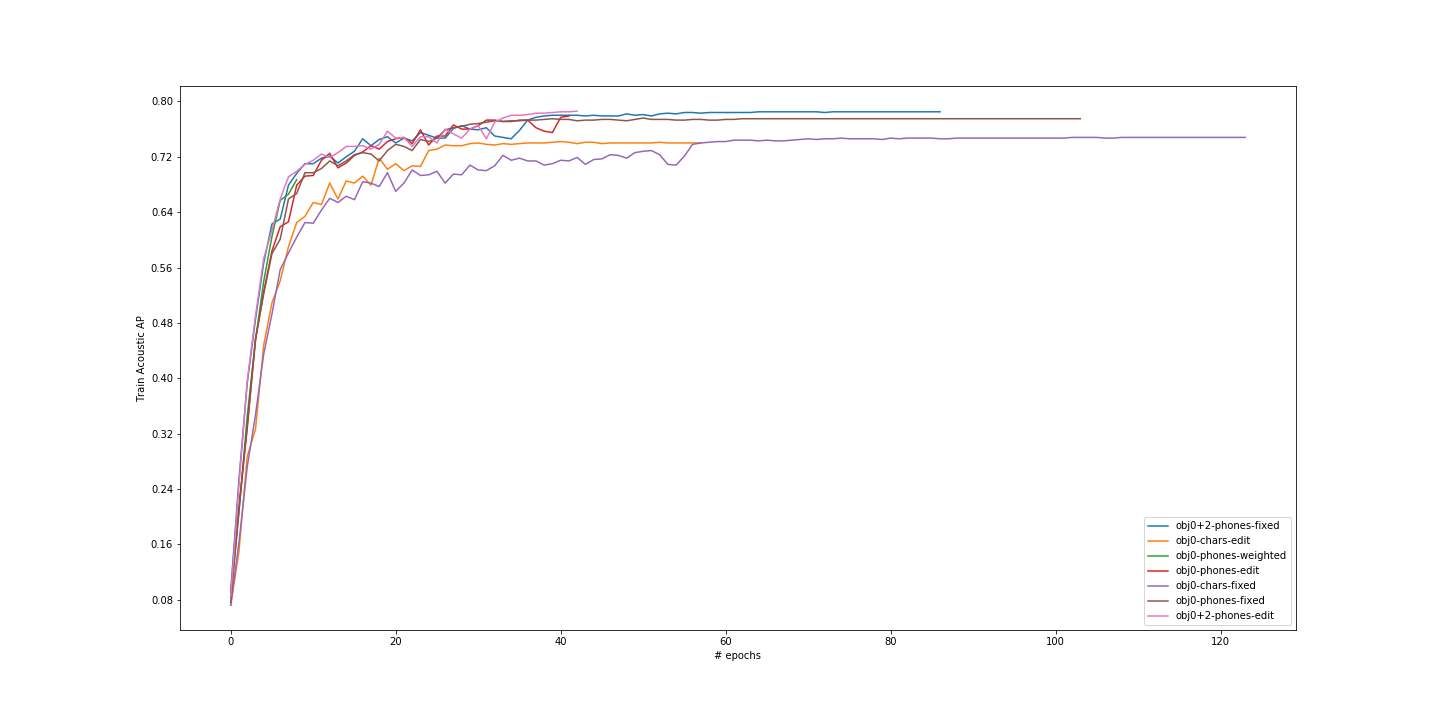 0.80
0.72
0.64
0.56
0.48
0.40
0.32
0.24
0.16
0.08
Train Acoustic AP
0 20 40 60 80 100 120
# epochs
obj0+2-phones-fixed
obj0-chars-edit
obj0-phones-weighted
obj0-phones-edit
obj0-chars-fixed
obj0-phones-fixed
obj0+2-phones-edit